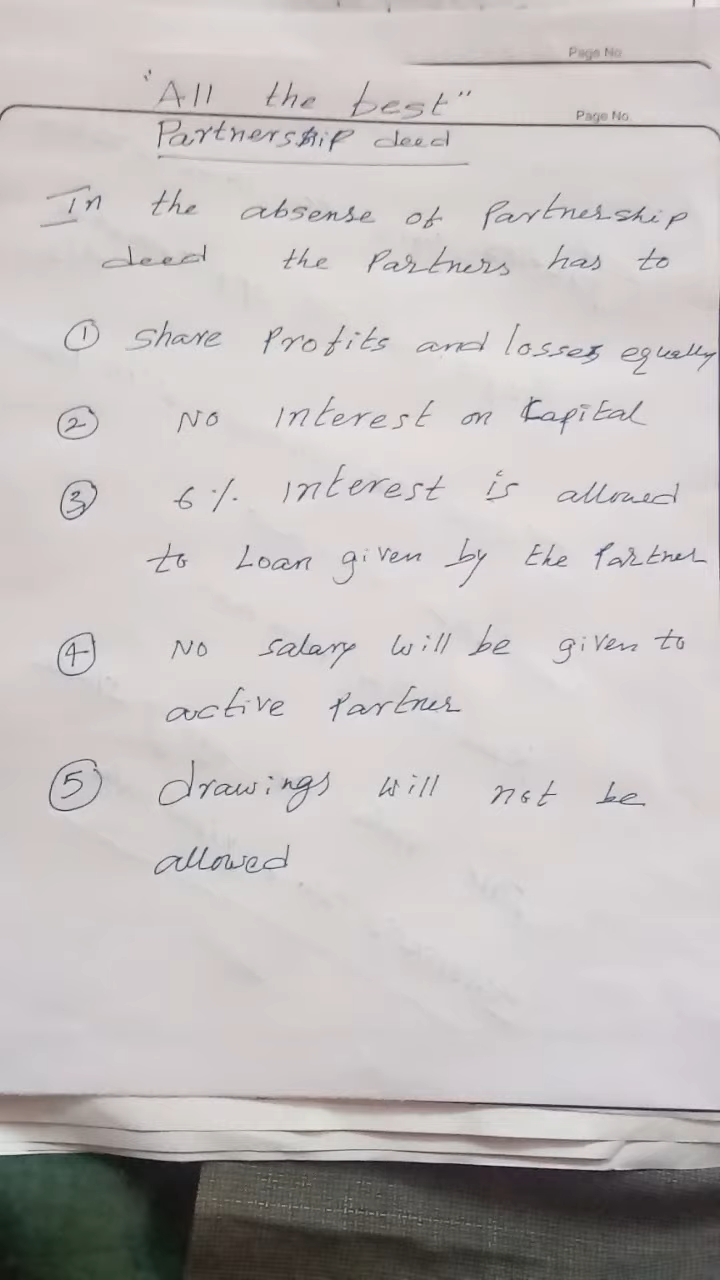 Page No
"All the best"
Page No.
Partnership deed
In the absense of Partnership
deed the Partners has to
① share Profits and losses equally
② No interest on Capital
③ 6% interest is allowed
to Loan given by the Partner
④ No salary will be given to
active Partner
⑤ drawings will not be
allowed